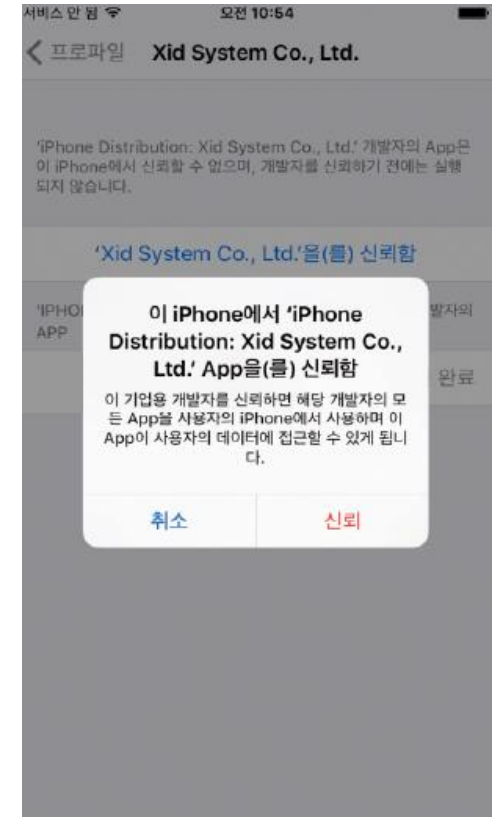 서비스 안 됨 오전 10:54
프로파일 Xid System Co., Ltd.
'iPhone Distribution: Xid System Co., Ltd.' 개발자의 App은
이 iPhone에서 신뢰할 수 없으며, 개발자를 신뢰하기 전에는 실행
되지 않습니다.
'Xid System Co., Ltd.'을(를) 신뢰함
'IPHO 발자의
APP
완료
이 iPhone에서 'iPhone
Distribution: Xid System Co.,
Ltd.' App을(를) 신뢰함
이 기업용 개발자를 신뢰하면 해당 개발자의 모
든 App을 사용자의 iPhone에서 사용하며 이
App이 사용자의 데이터에 접근할 수 있게 됩니
다.
취소 신뢰